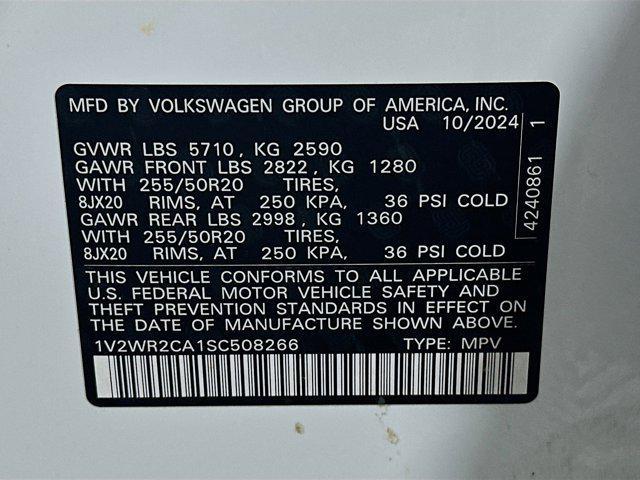 MFD BY VOLKSWAGEN GROUP OF AMERICA, INC.
USA 10/2024
GVWR LBS 5710, KG 2590
GAWR FRONT LBS 2822, KG 1280
WITH 255/50R20 TIRES,
8JX20 RIMS, AT 250 KPA, 36 PSI COLD
GAWR REAR LBS 2998, KG 1360
WITH 255/50R20 TIRES,
8JX20 RIMS, AT 250 KPA, 36 PSI COLD
THIS VEHICLE CONFORMS TO ALL APPLICABLE
U.S. FEDERAL MOTOR VEHICLE SAFETY AND
THEFT PREVENTION STANDARDS IN EFFECT ON
THE DATE OF MANUFACTURE SHOWN ABOVE.
1V2WR2CA1SC508266 TYPE: MPV
4240861 1